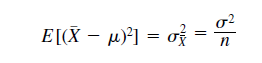 E[(X̄ − μ)²] = σ²_X̄ = σ²/n